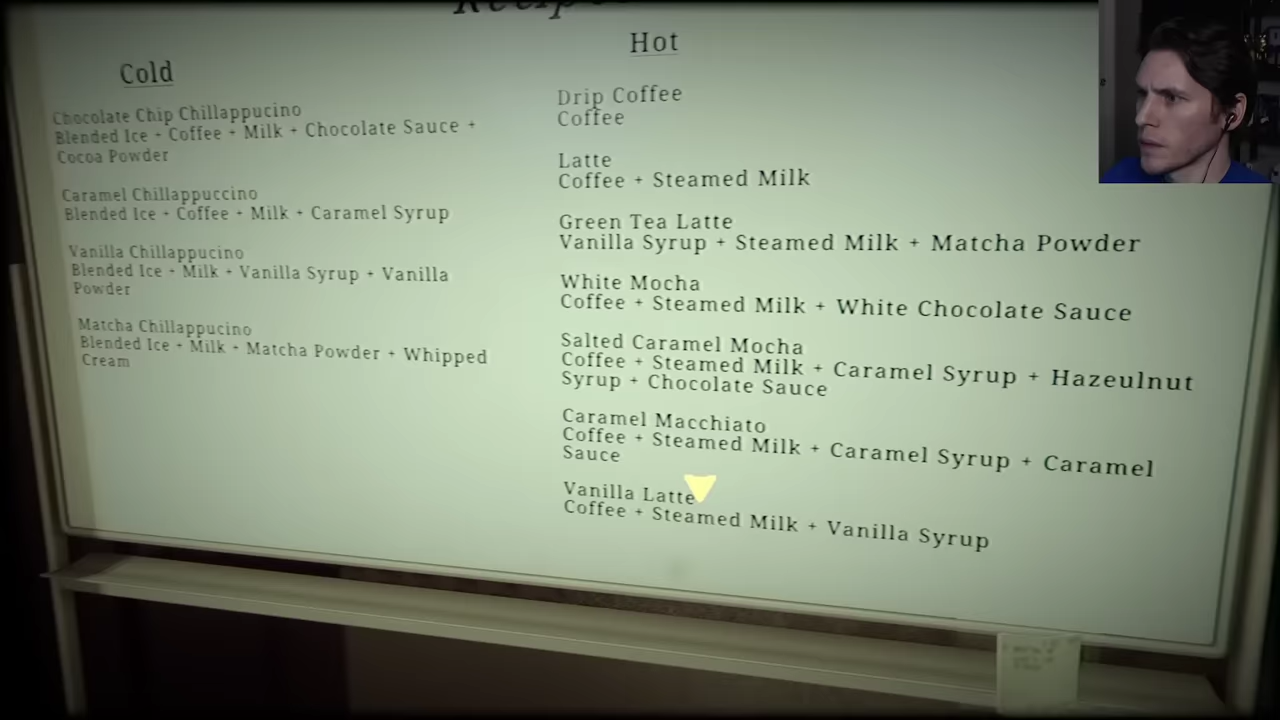 Cold
Chocolate Chip Chillappucino
Blended Ice + Coffee + Milk + Chocolate Sauce +
Cocoa Powder
Caramel Chillappuccino
Blended Ice + Coffee + Milk + Caramel Syrup
Vanilla Chillappucino
Blended Ice + Milk + Vanilla Syrup + Vanilla
Powder
Matcha Chillappucino
Blended Ice + Milk + Matcha Powder + Whipped
Cream
Hot
Drip Coffee
Coffee
Latte
Coffee + Steamed Milk
Green Tea Latte
Vanilla Syrup + Steamed Milk + Matcha Powder
White Mocha
Coffee + Steamed Milk + White Chocolate Sauce
Salted Caramel Mocha
Coffee + Steamed Milk + Caramel Syrup + Hazeulnut
Syrup + Chocolate Sauce
Caramel Macchiato
Coffee + Steamed Milk + Caramel Syrup + Caramel
Sauce
Vanilla Latte
Coffee + Steamed Milk + Vanilla Syrup